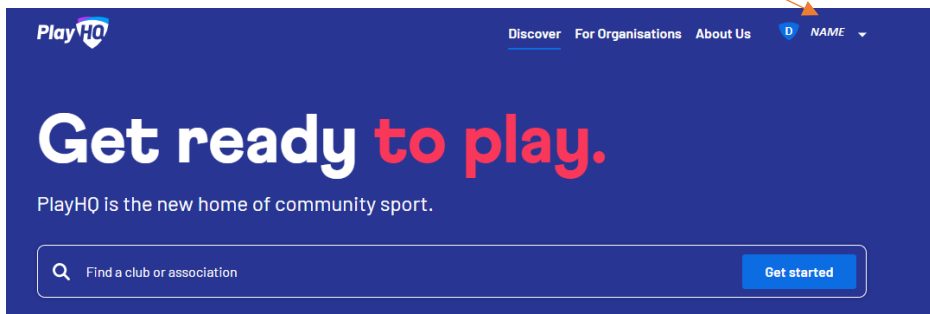 PlayHQ
Discover For Organisations About Us D NAME
Get ready to play.
PlayHQ is the new home of community sport.
Find a club or association Get started